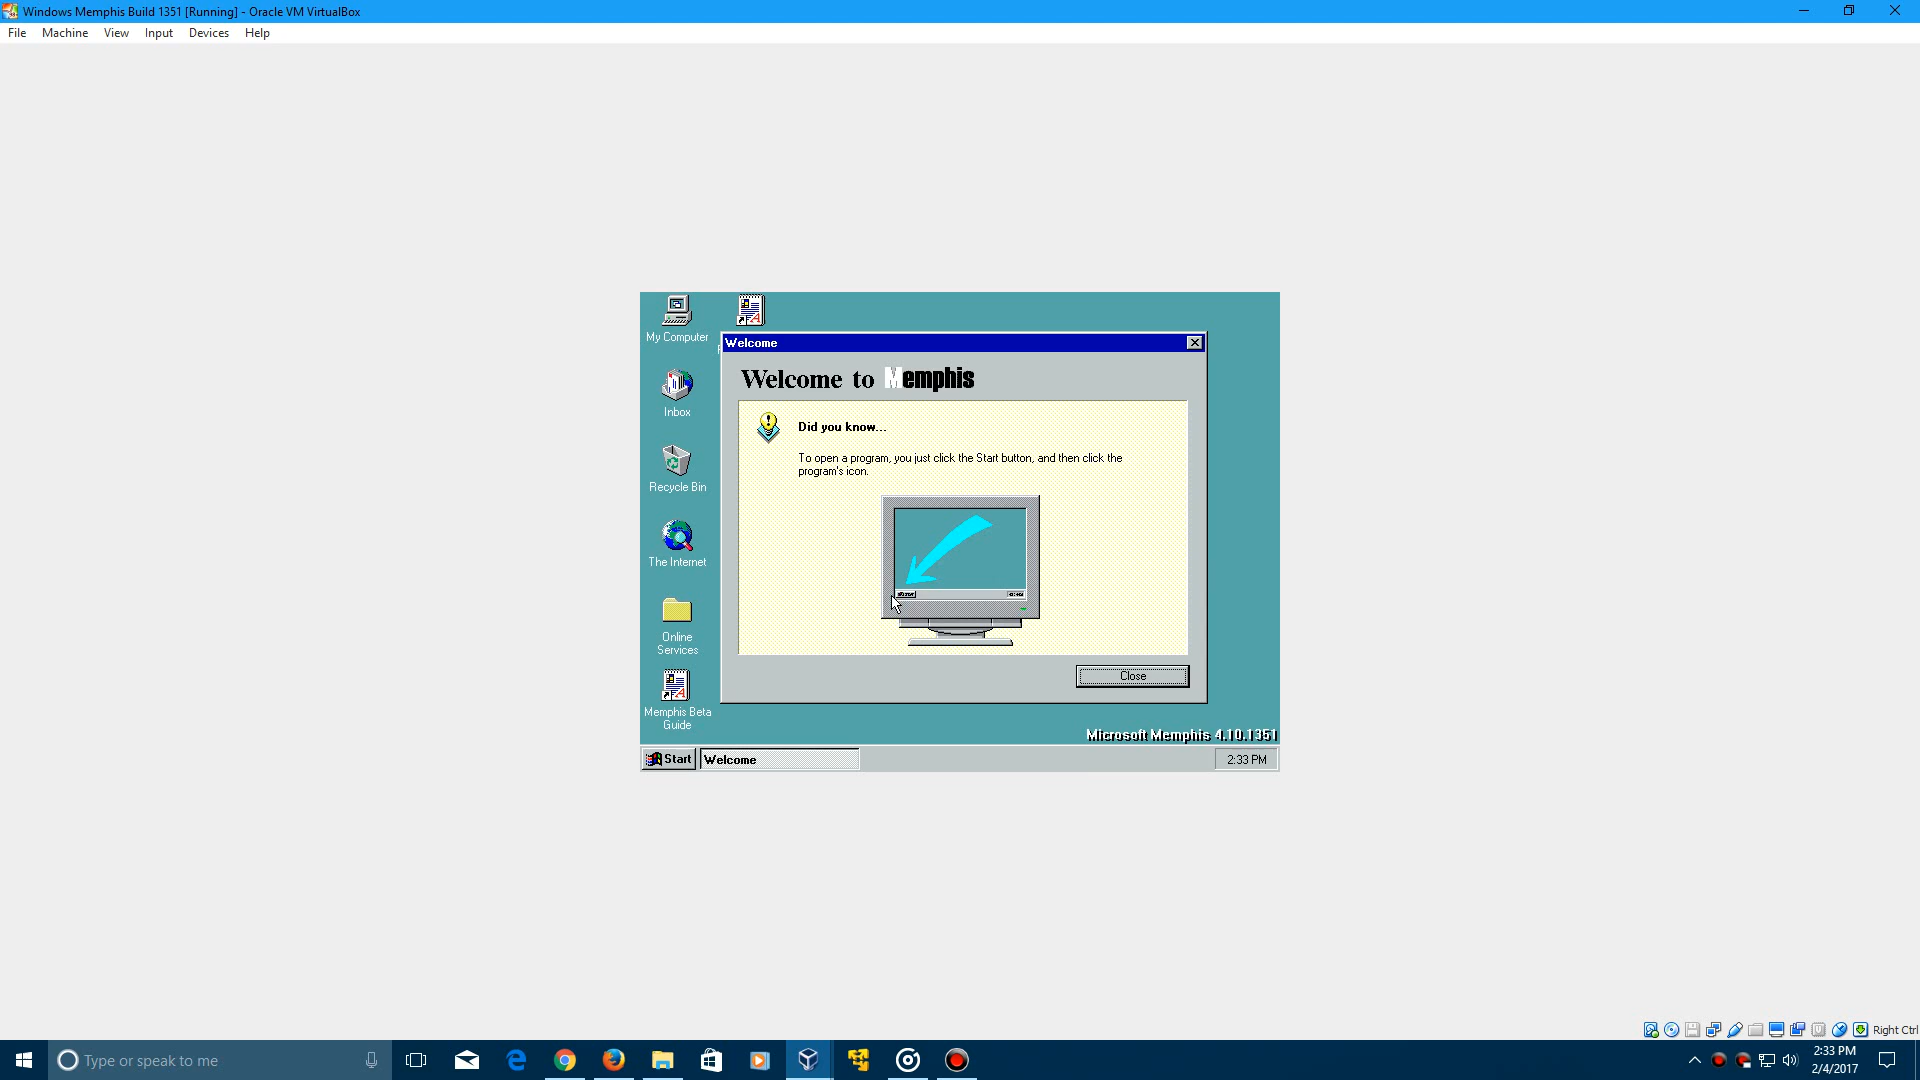 Windows Memphis Build 1351 [Running] - Oracle VM VirtualBox
File Machine View Input Devices Help
My Computer
Welcome
Welcome to Memphis
Inbox
Did you know...
To open a program, you just click the Start button, and then click the
program's icon.
Recycle Bin
The Internet
Online
Services
Close
Memphis Beta
Guide
Microsoft Memphis 4.10.1351
Start Welcome 2:33 PM
Right Ctrl
Type or speak to me
2:33 PM
2/4/2017